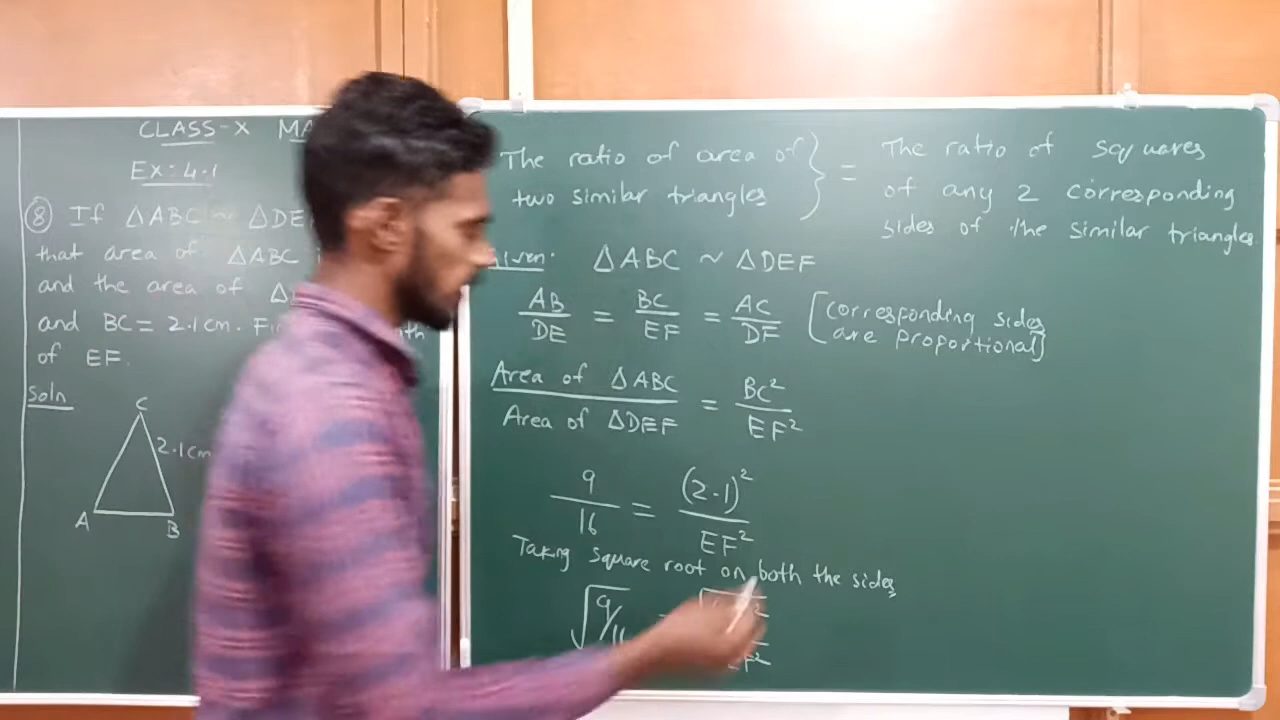 CLASS-X MA
Ex: 4.1
⑧ If ΔABC ~ ΔDE
that area of ΔABC
and the area of Δ
and BC = 2.1 cm. Fi
of EF.
Soln
C
2.1 cm
A
B
The ratio of area of
two similar triangles } =
The ratio of squares
of any 2 corresponding
sides of the similar triangles.
Given: ΔABC ~ ΔDEF
AB/DE = BC/EF = AC/DF [corresponding sides
are proportional]
Area of ΔABC / Area of ΔDEF = BC² / EF²
9/16 = (2.1)² / EF²
Taking square root on both the sides
√9/16